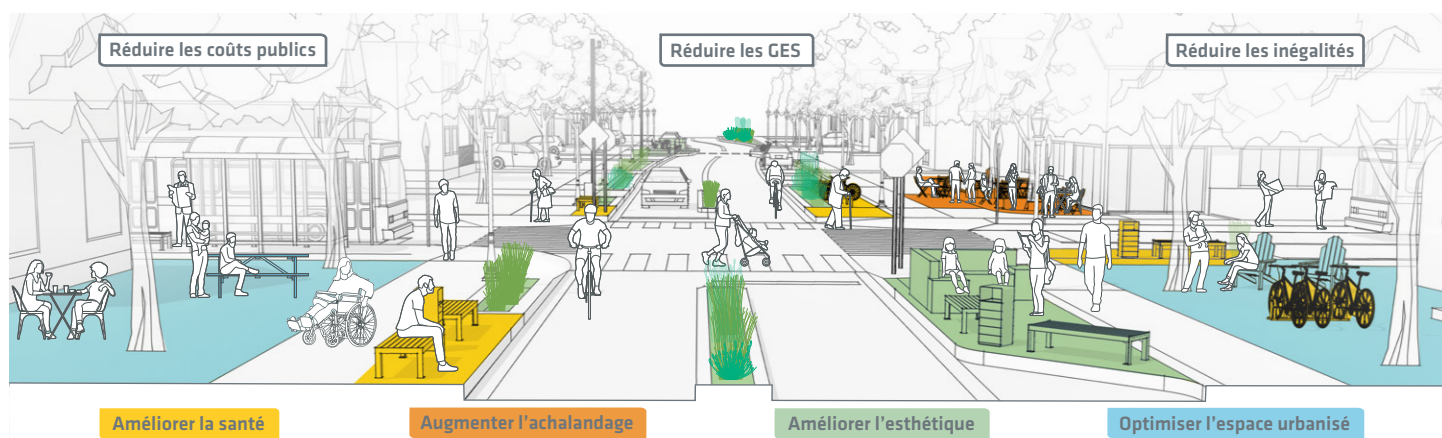 Réduire les coûts publics
Réduire les GES
Réduire les inégalités
Améliorer la santé
Augmenter l'achalandage
Améliorer l'esthétique
Optimiser l'espace urbanisé